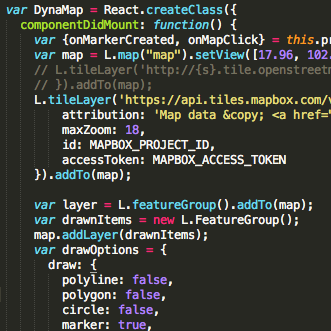 var DynaMap = React.createClass({
componentDidMount: function() {
var {onMarkerCreated, onMapClick} = this.pr
var map = L.map("map").setView([17.96, 102.
// L.tileLayer('http://{s}.tile.openstreetm
// }).addTo(map);
L.tileLayer('https://api.tiles.mapbox.com/v
attribution: 'Map data &copy; <a href="
maxZoom: 18,
id: MAPBOX_PROJECT_ID,
accessToken: MAPBOX_ACCESS_TOKEN
}).addTo(map);
var layer = L.featureGroup().addTo(map);
var drawnItems = new L.FeatureGroup();
map.addLayer(drawnItems);
var drawOptions = {
draw: {
polyline: false,
polygon: false,
circle: false,
marker: true,